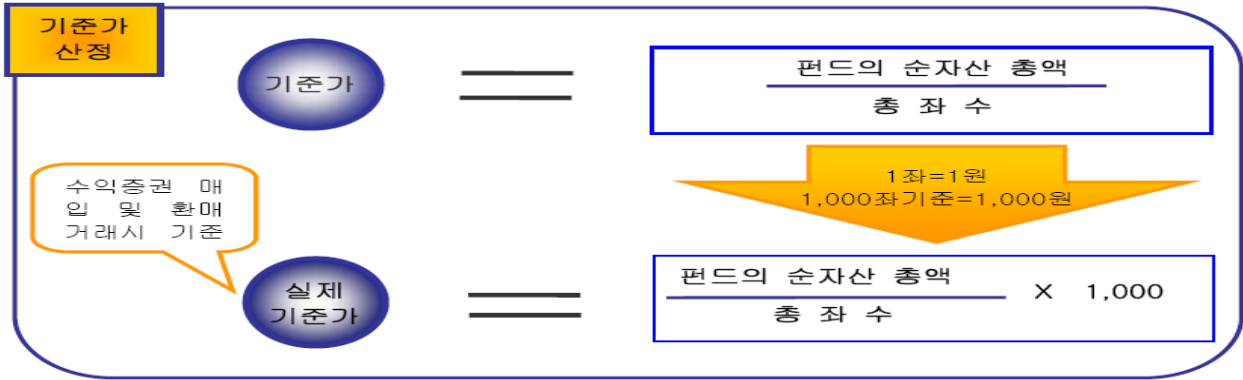 기준가
산정
기준가
펀드의 순자산 총액
총 좌 수
수익증권 매
입 및 환매
거래시 기준
1좌=1원
1,000좌기준=1,000원
실제
기준가
펀드의 순자산 총액
총 좌 수
X 1,000